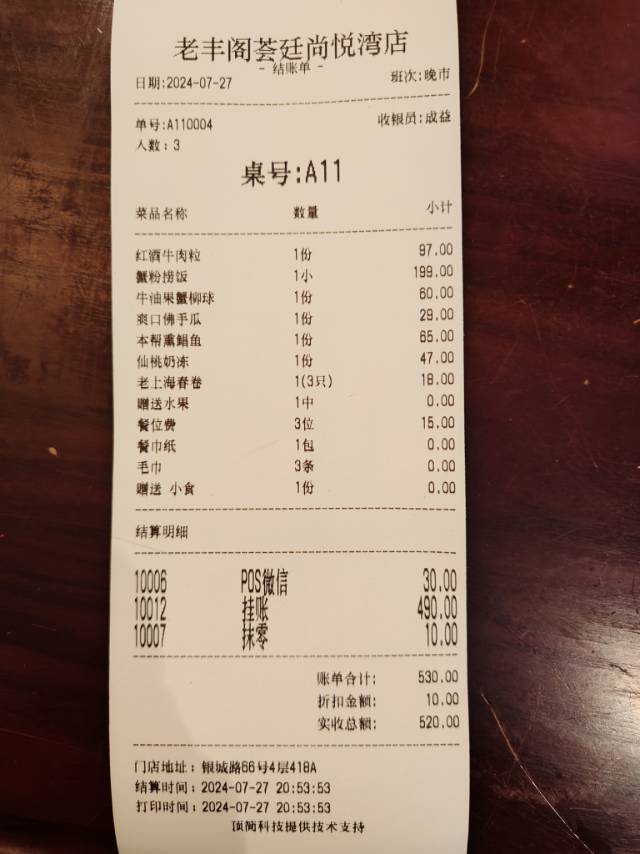 老丰阁荟廷尚悦湾店
- 结账单 -
日期:2024-07-27 班次:晚市
单号:A110004 收银员:成益
人数:3
桌号:A11
菜品名称 数量 小计
红酒牛肉粒 1份 97.00
蟹粉捞饭 1小 199.00
牛油果蟹柳球 1份 60.00
爽口佛手瓜 1份 29.00
本帮熏鲳鱼 1份 65.00
仙桃奶冻 1份 47.00
老上海春卷 1(3只) 18.00
赠送水果 1中 0.00
餐位费 3位 15.00
餐巾纸 1包 0.00
毛巾 3条 0.00
赠送 小食 1份 0.00
结算明细
10006 POS微信 30.00
10012 挂账 490.00
10007 抹零 10.00
账单合计: 530.00
折扣金额: 10.00
实收总额: 520.00
门店地址: 银城路66号4层418A
结算时间: 2024-07-27 20:53:53
打印时间: 2024-07-27 20:53:53
顶简科技提供技术支持